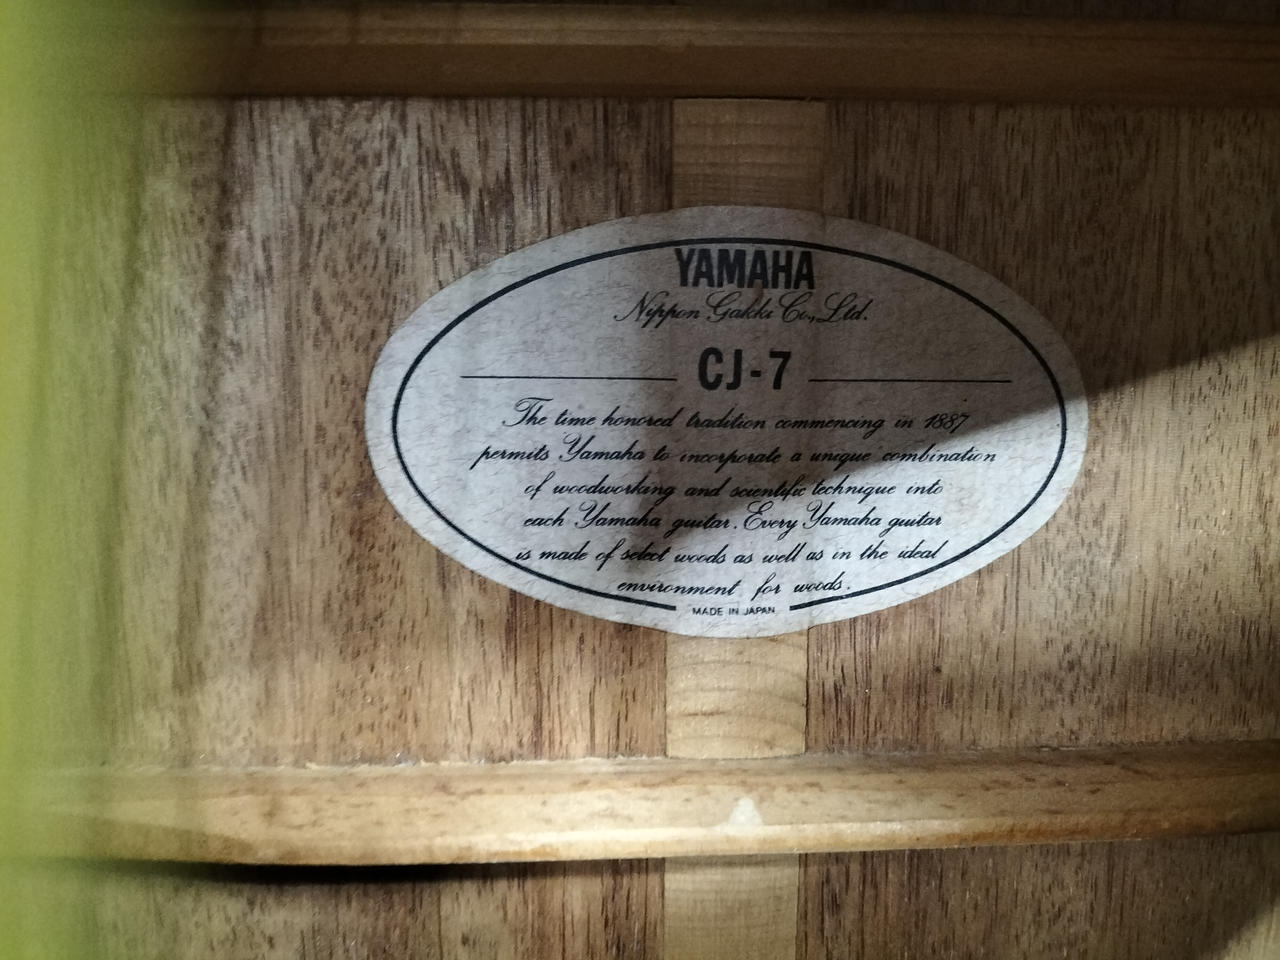 YAMAHA
Nippon Gakki Co., Ltd.
CJ-7
The time honored tradition commencing in 1887
permits Yamaha to incorporate a unique combination
of woodworking and scientific technique into
each Yamaha guitar. Every Yamaha guitar
is made of select woods as well as in the ideal
environment for woods.
MADE IN JAPAN